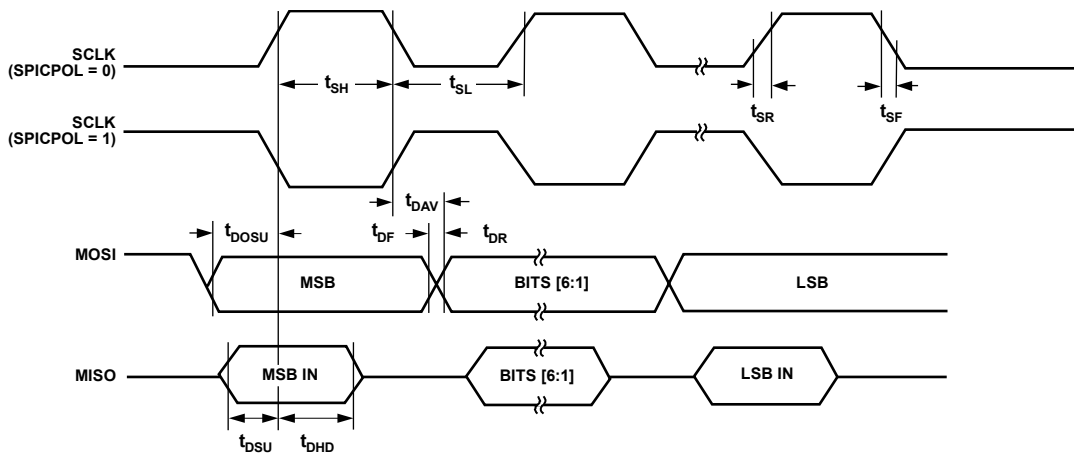 SCLK
(SPICPOL = 0)
tSH
tSL
tSR
tSF
SCLK
(SPICPOL = 1)
tDAV
tDOSU
tDF
tDR
MOSI
MSB
BITS [6:1]
LSB
MISO
MSB IN
BITS [6:1]
LSB IN
tDSU
tDHD